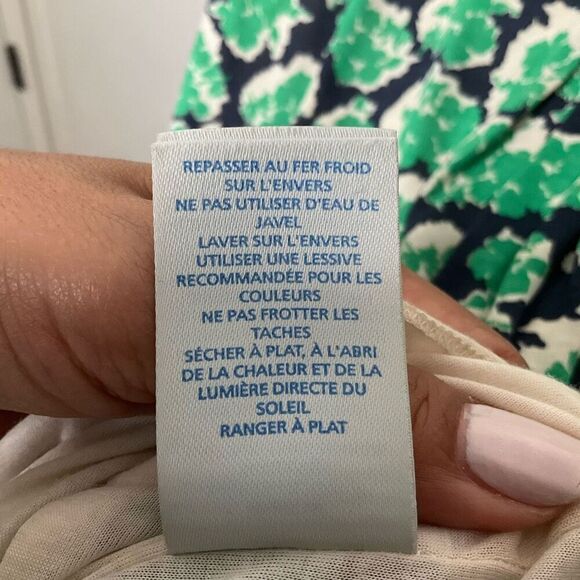 REPASSER AU FER FROID
SUR L'ENVERS
NE PAS UTILISER D'EAU DE
JAVEL
LAVER SUR L'ENVERS
UTILISER UNE LESSIVE
RECOMMANDÉE POUR LES
COULEURS
NE PAS FROTTER LES
TACHES
SÉCHER À PLAT, À L'ABRI
DE LA CHALEUR ET DE LA
LUMIÈRE DIRECTE DU
SOLEIL
RANGER À PLAT